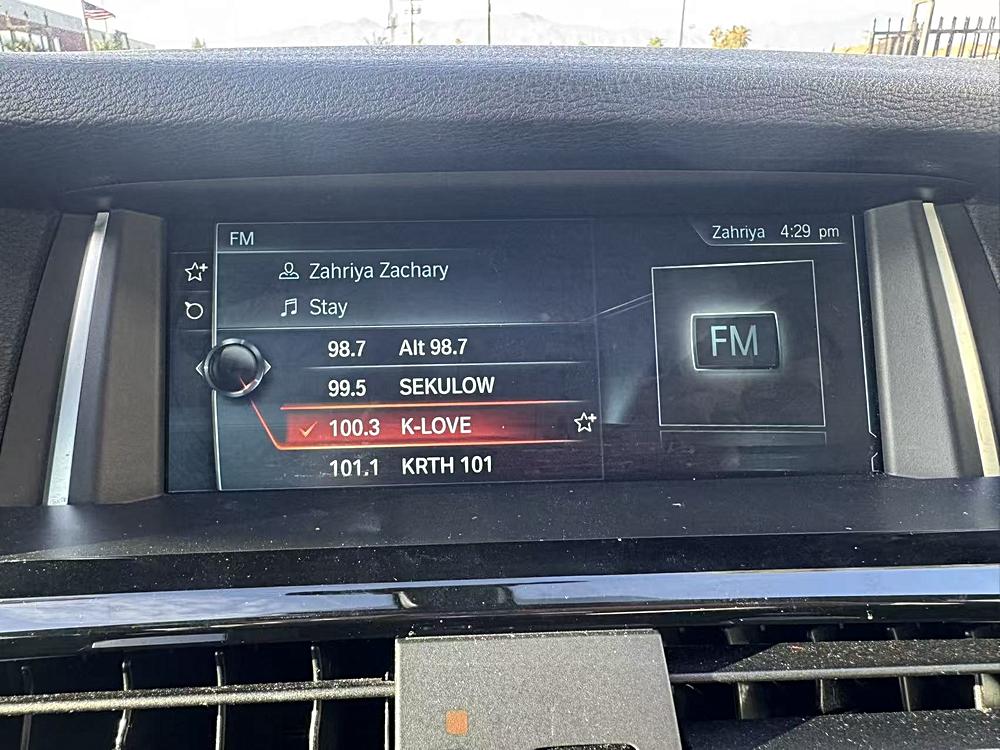 FM
Zahriya 4:29 pm
Zahriya Zachary
Stay
98.7 Alt 98.7
99.5 SEKULOW
100.3 K-LOVE
101.1 KRTH 101
FM